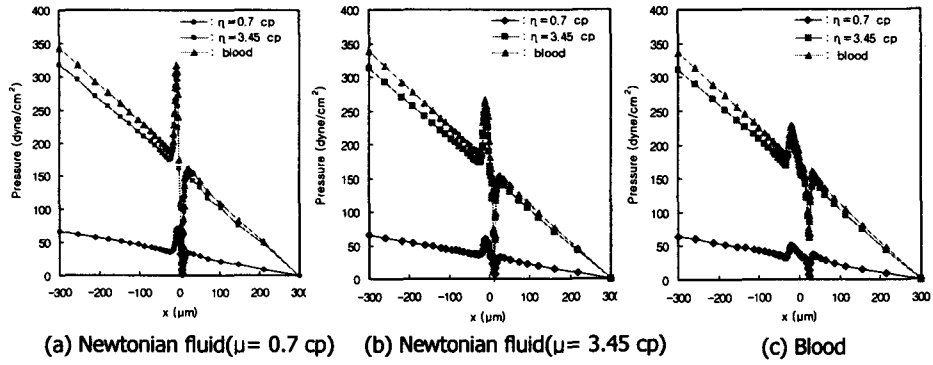 : η=0.7 cp
: η=3.45 cp
: blood
400
350
300
250
200
150
100
50
0
Pressure (dyne/cm²)
-300 -200 -100 0 100 200 300
x (μm)
(a) Newtonian fluid(μ= 0.7 cp)
: η=0.7 cp
: η=3.45 cp
: blood
400
350
300
250
200
150
100
50
0
Pressure (dyne/cm²)
-300 -200 -100 0 100 200 300
x (μm)
(b) Newtonian fluid(μ= 3.45 cp)
: η=0.7 cp
: η=3.45 cp
: blood
400
350
300
250
200
150
100
50
0
Pressure (dyne/cm²)
-300 -200 -100 0 100 200 300
x (μm)
(c) Blood